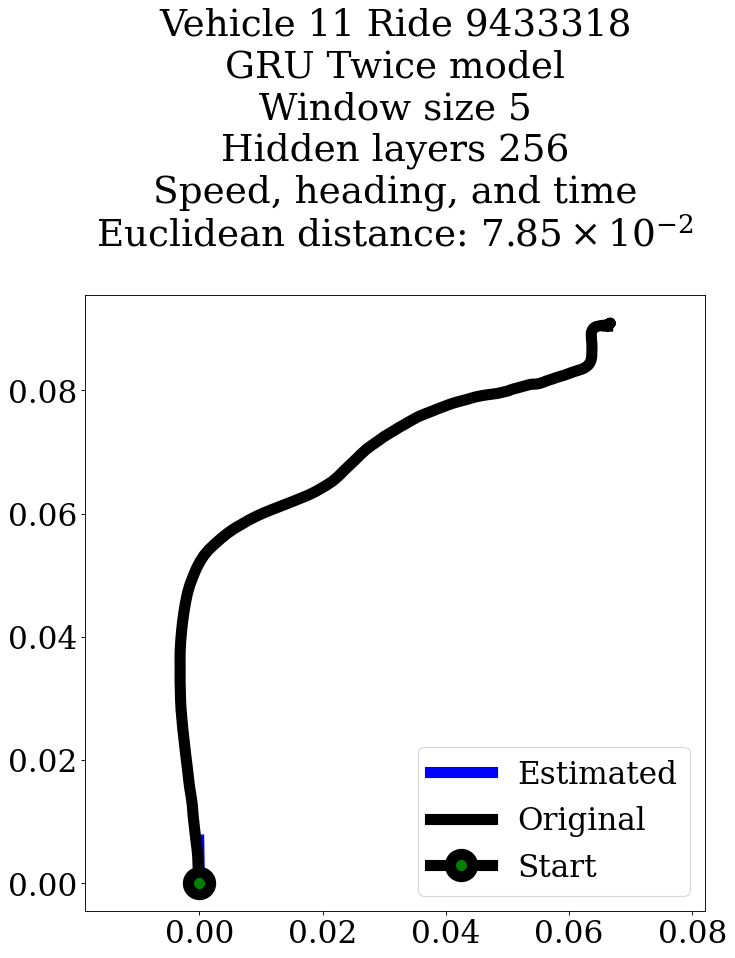 Vehicle 11 Ride 9433318
GRU Twice model
Window size 5
Hidden layers 256
Speed, heading, and time
Euclidean distance: 7.85 × 10⁻²
0.08
0.06
0.04
0.02
0.00
Estimated
Original
Start
0.00 0.02 0.04 0.06 0.08